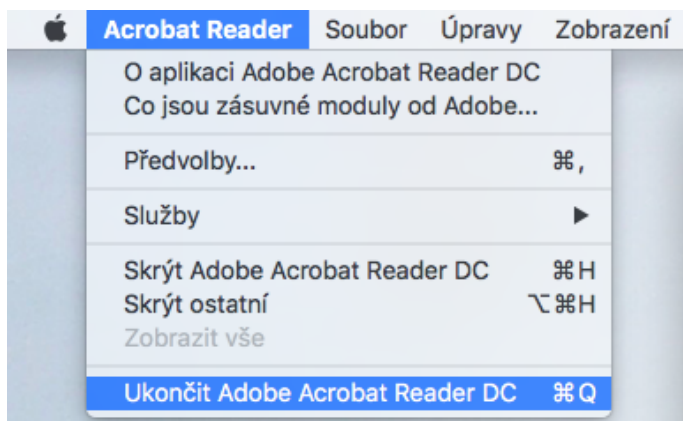 Acrobat Reader Soubor Úpravy Zobrazení
O aplikaci Adobe Acrobat Reader DC
Co jsou zásuvné moduly od Adobe...
Předvolby... ⌘,
Služby ▶
Skrýt Adobe Acrobat Reader DC ⌘H
Skrýt ostatní ⌥⌘H
Zobrazit vše
Ukončit Adobe Acrobat Reader DC ⌘Q